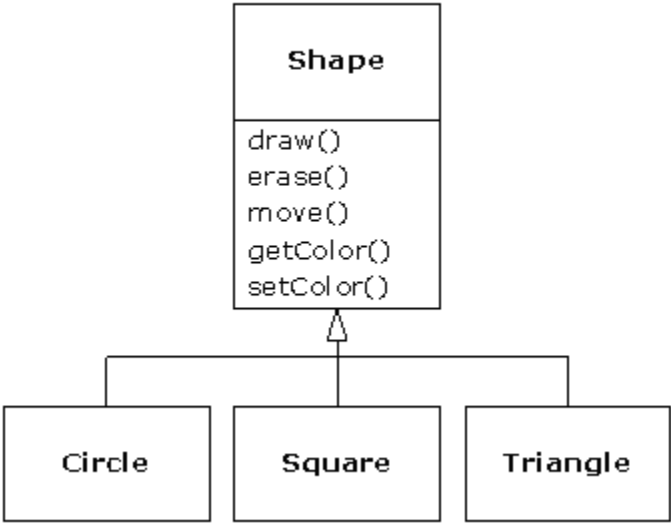 Shape
draw()
erase()
move()
getColor()
setColor()
Circle
Square
Triangle